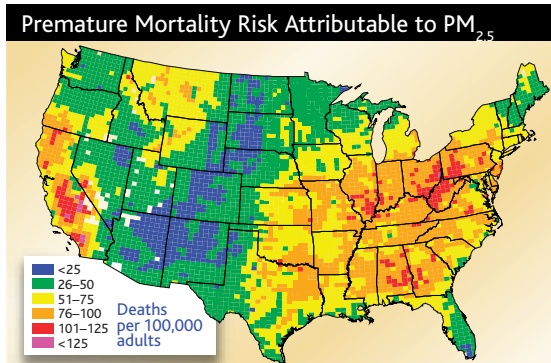 Premature Mortality Risk Attributable to PM2.5
<25
26–50
51–75
76–100
101–125
<125
Deaths
per 100,000
adults